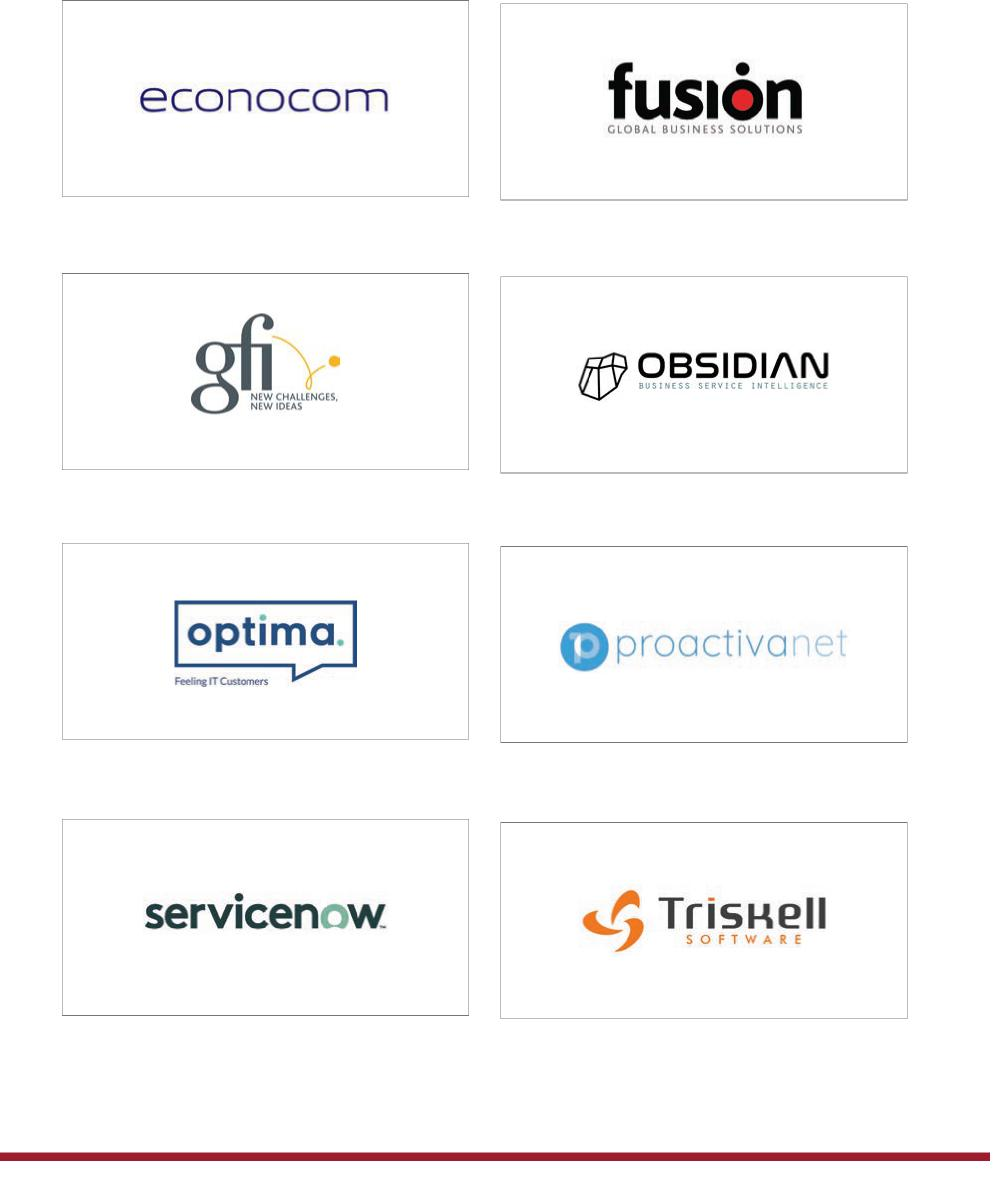 econocom
fusion
GLOBAL BUSINESS SOLUTIONS
gfi
NEW CHALLENGES,
NEW IDEAS
OBSIDIAN
BUSINESS SERVICE INTELLIGENCE
optima.
Feeling IT Customers
p proactivanet
servicenow™
Triskell
SOFTWARE